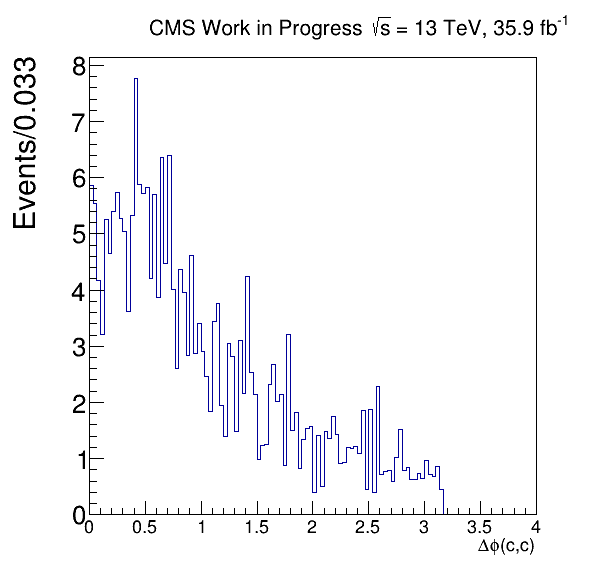 CMS Work in Progress √s = 13 TeV, 35.9 fb⁻¹
Events/0.033
8
7
6
5
4
3
2
1
0
0 0.5 1 1.5 2 2.5 3 3.5 4
Δϕ(c,c)